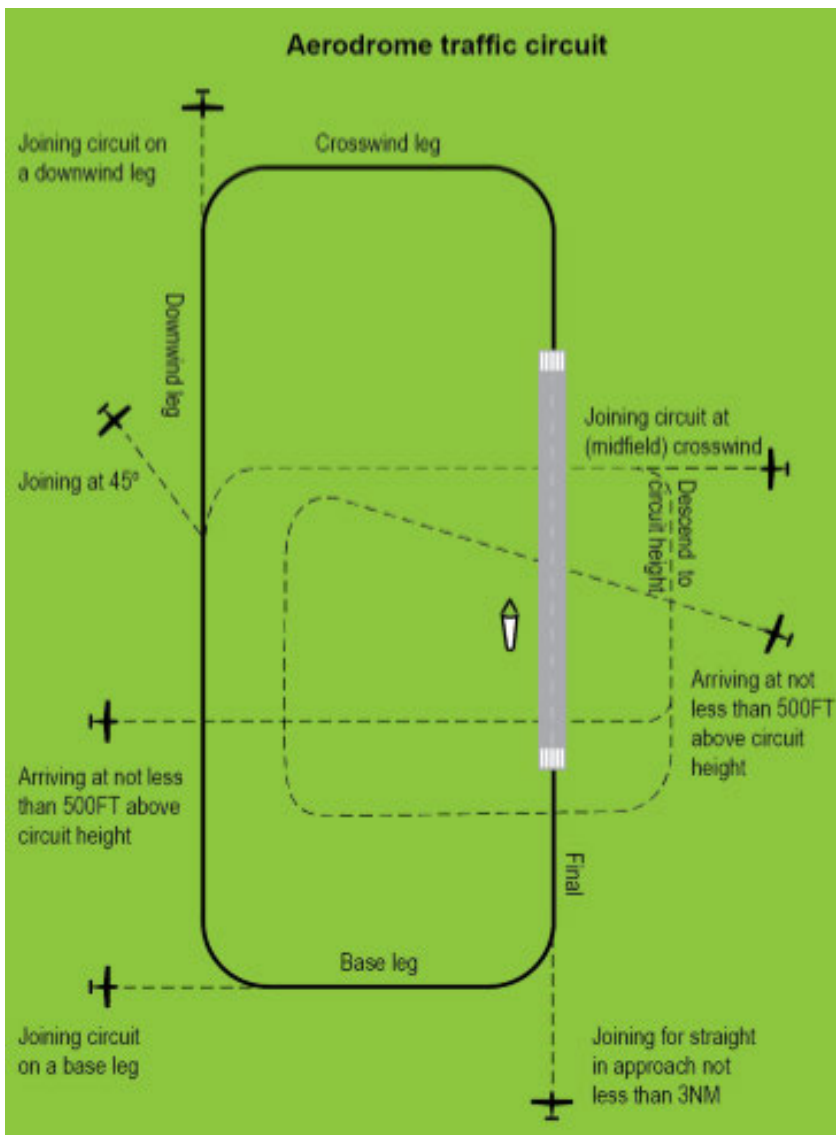 Aerodrome traffic circuit
Joining circuit on
a downwind leg
Crosswind leg
Downwind leg
Joining circuit at
(midfield) crosswind
Joining at 45º
Descend to
circuit height
Arriving at not
less than 500FT
above circuit
height
Arriving at not less
than 500FT above
circuit height
Final
Base leg
Joining circuit
on a base leg
Joining for straight
in approach not
less than 3NM